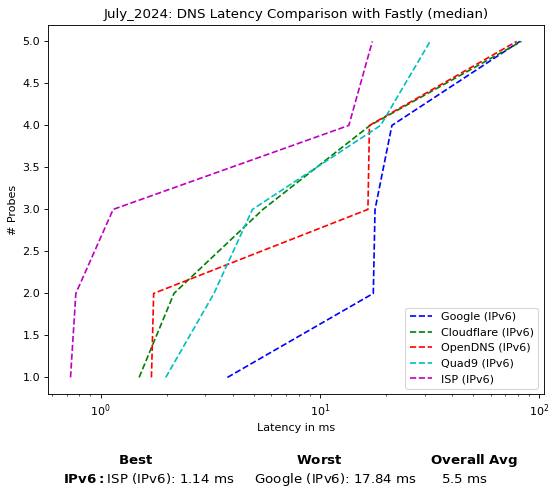 July_2024: DNS Latency Comparison with Fastly (median)
5.0
4.5
4.0
3.5
3.0
2.5
2.0
1.5
1.0
# Probes
Google (IPv6)
Cloudflare (IPv6)
OpenDNS (IPv6)
Quad9 (IPv6)
ISP (IPv6)
10⁰ 10¹ 10²
Latency in ms
Best Worst Overall Avg
IPv6: ISP (IPv6): 1.14 ms Google (IPv6): 17.84 ms 5.5 ms